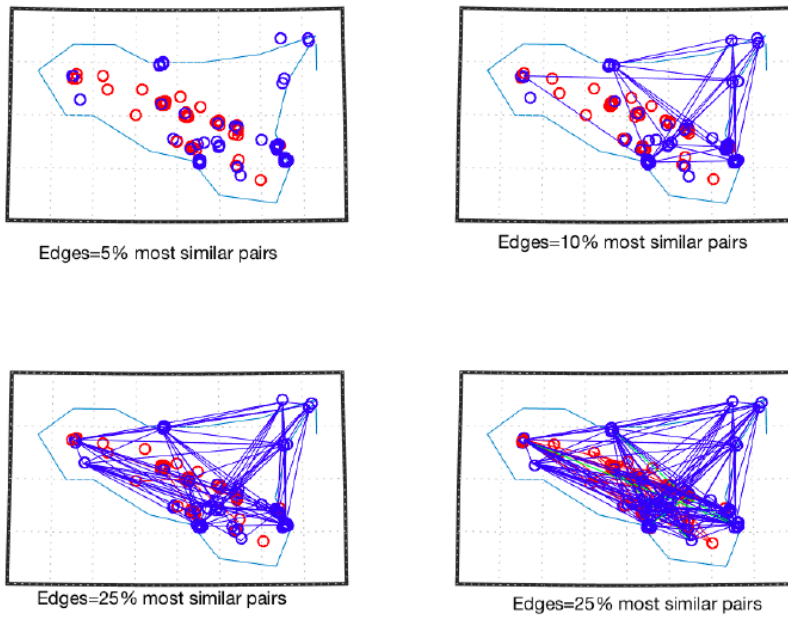 Edges=5% most similar pairs
Edges=10% most similar pairs
Edges=25% most similar pairs
Edges=25% most similar pairs